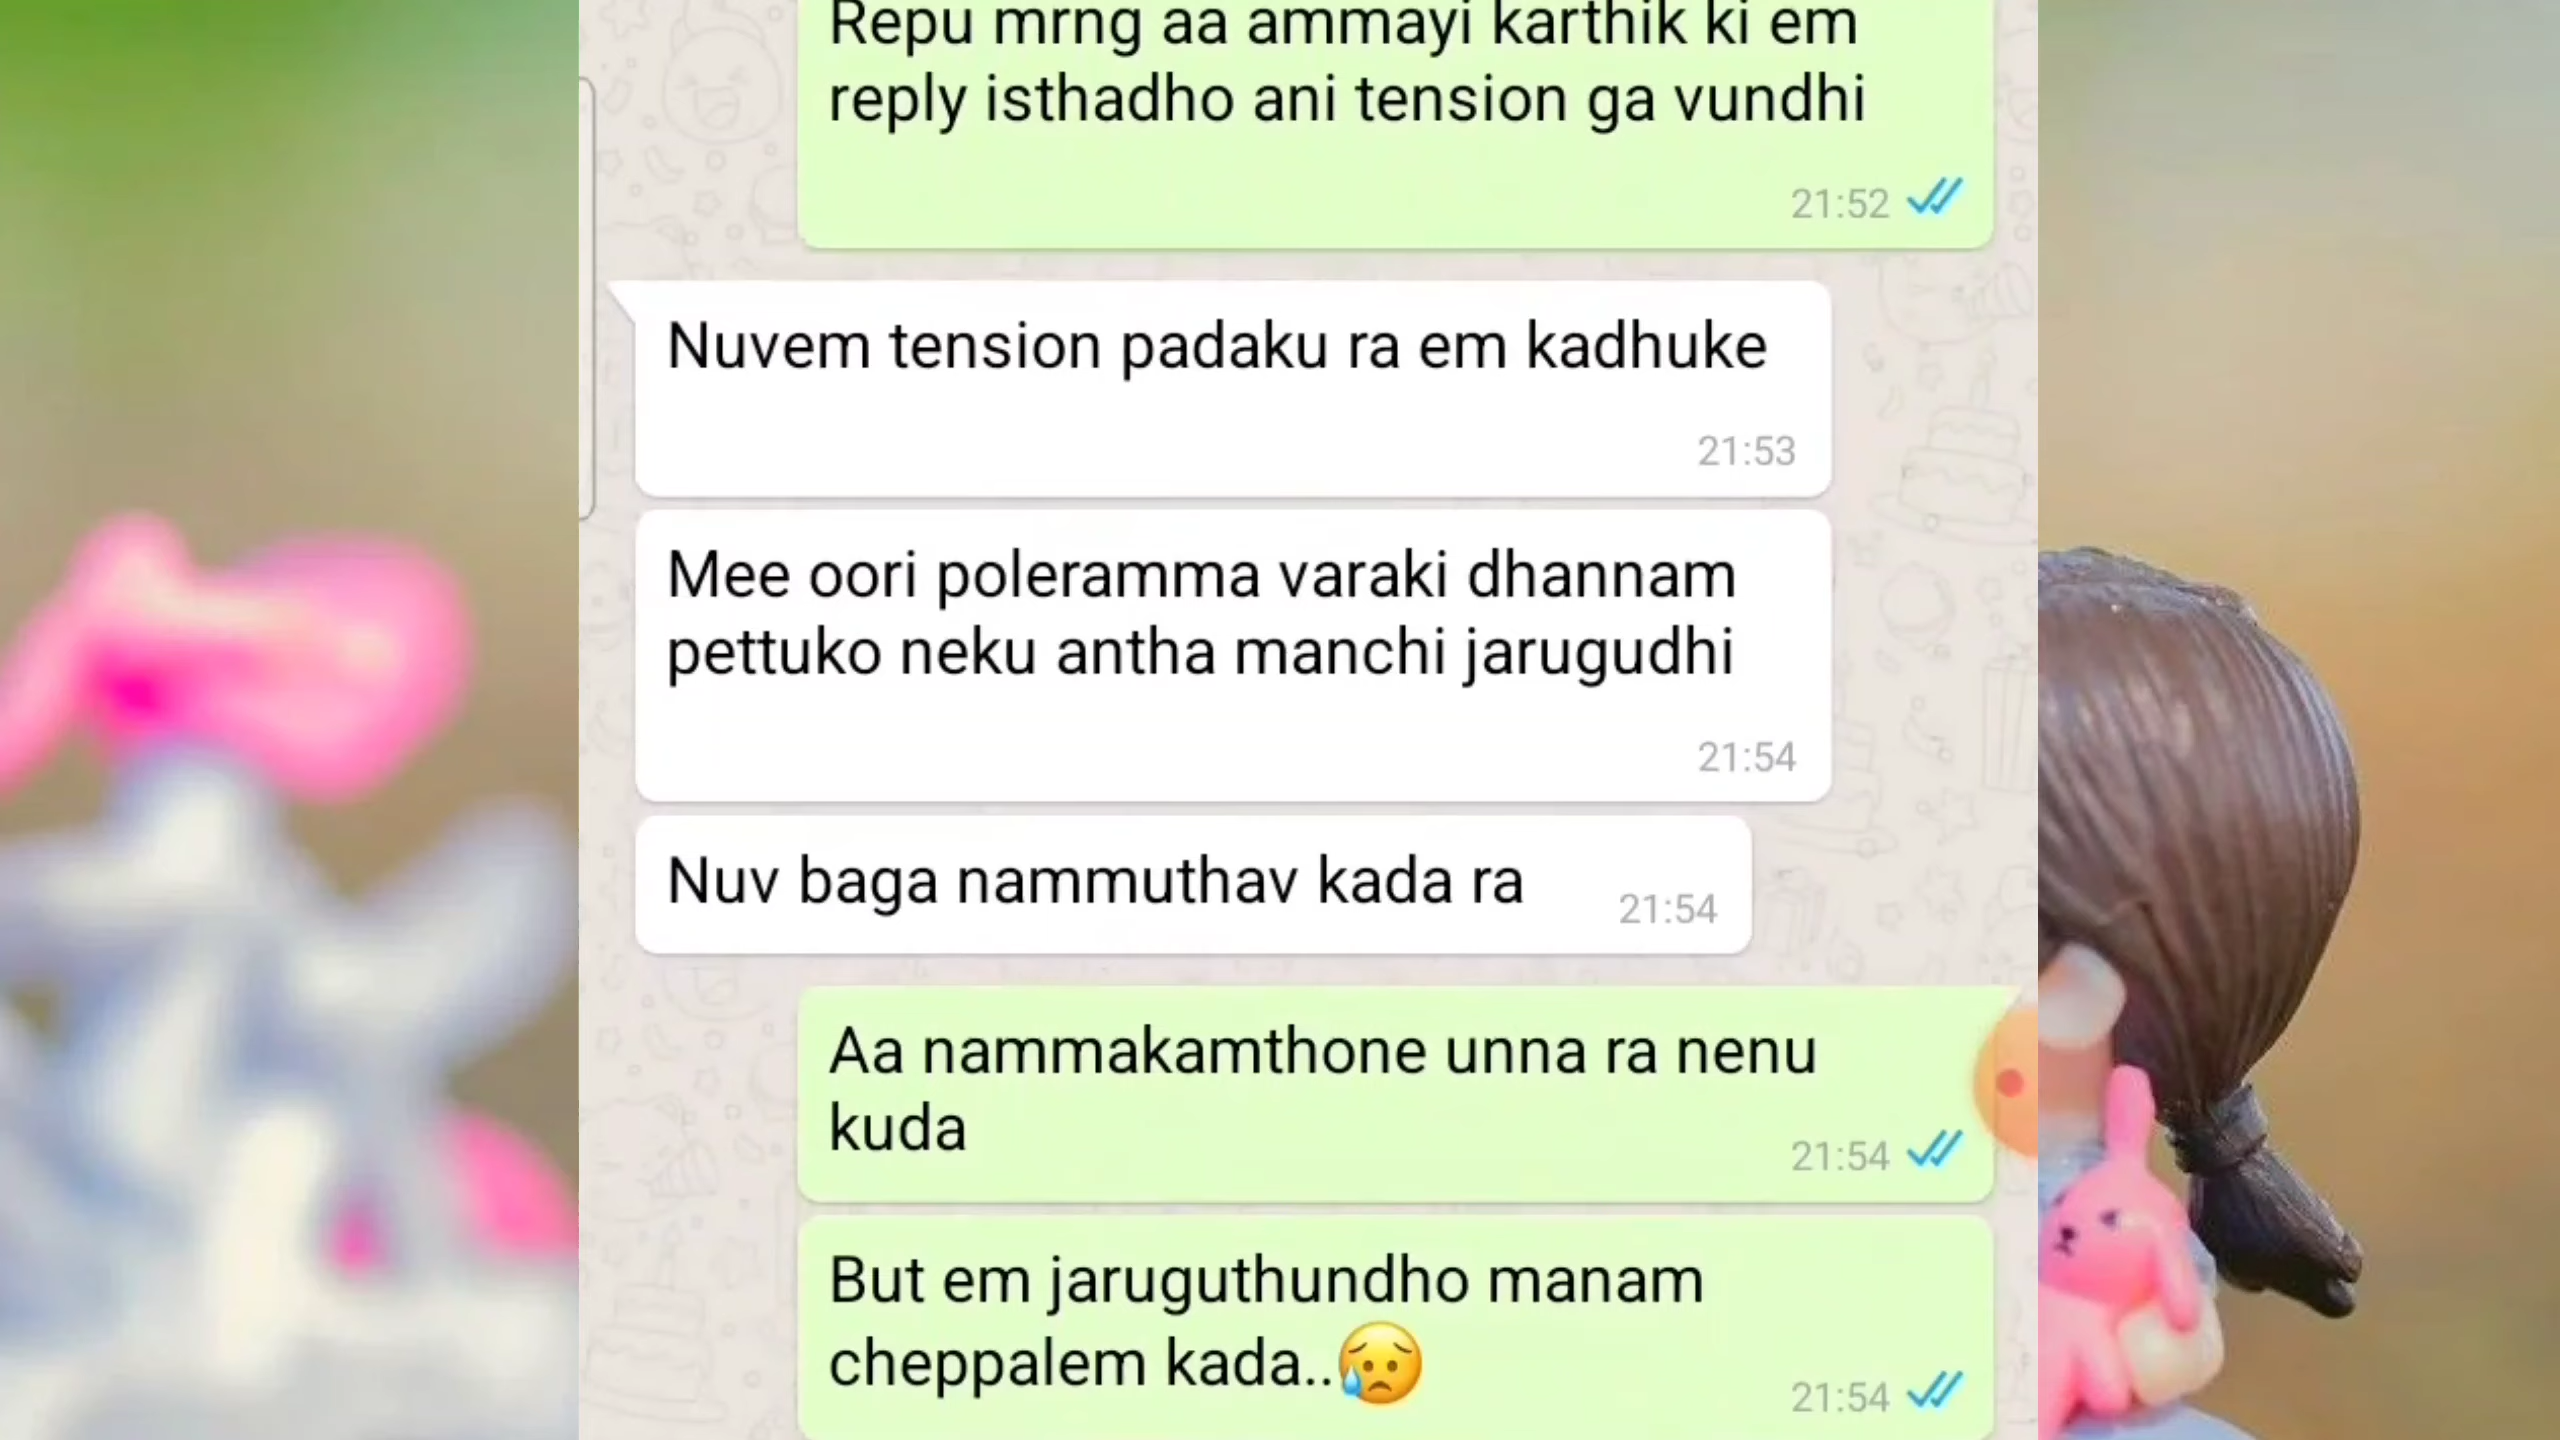 Repu mrng aa ammayi karthik ki em
reply isthadho ani tension ga vundhi
21:52
Nuvem tension padaku ra em kadhuke
21:53
Mee oori poleramma varaki dhannam
pettuko neku antha manchi jarugudhi
21:54
Nuv baga nammuthav kada ra
21:54
Aa nammakamthone unna ra nenu
kuda
21:54
But em jaruguthundho manam
cheppalem kada..😥
21:54